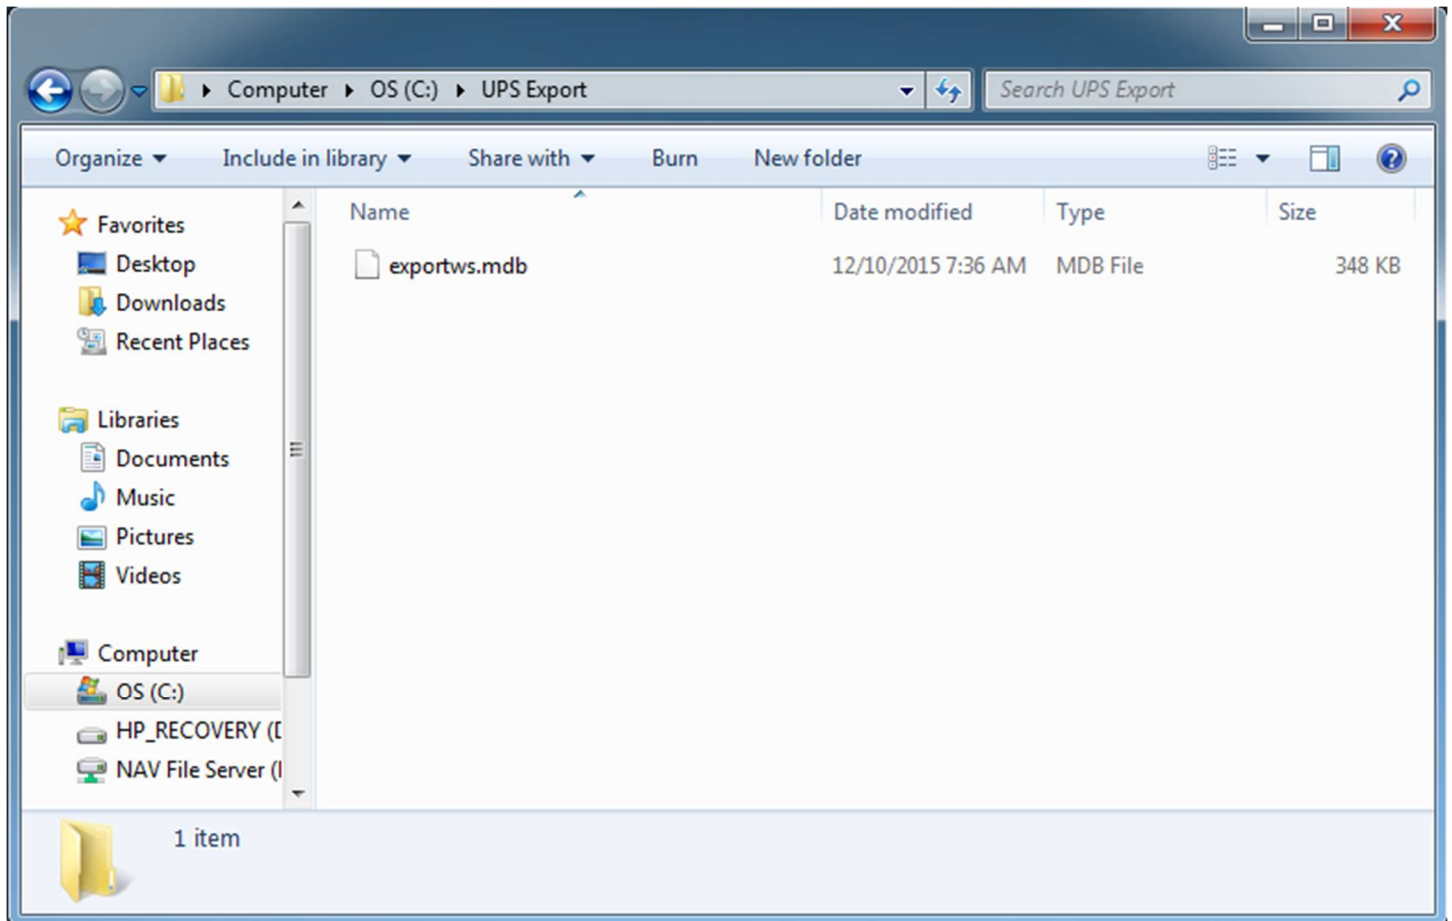 Computer OS (C:) UPS Export Search UPS Export
Organize Include in library Share with Burn New folder
Favorites
Desktop
Downloads
Recent Places
Libraries
Documents
Music
Pictures
Videos
Computer
OS (C:)
HP_RECOVERY (
NAV File Server (
Name Date modified Type Size
exportws.mdb 12/10/2015 7:36 AM MDB File 348 KB
1 item